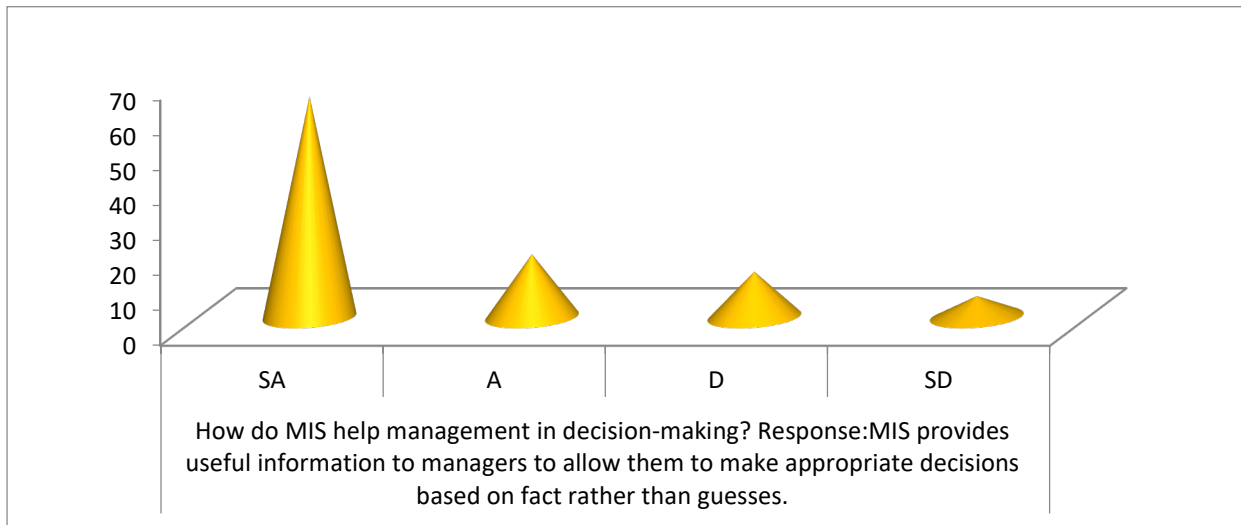 70
60
50
40
30
20
10
0
SA A D SD
How do MIS help management in decision-making? Response:MIS provides
useful information to managers to allow them to make appropriate decisions
based on fact rather than guesses.